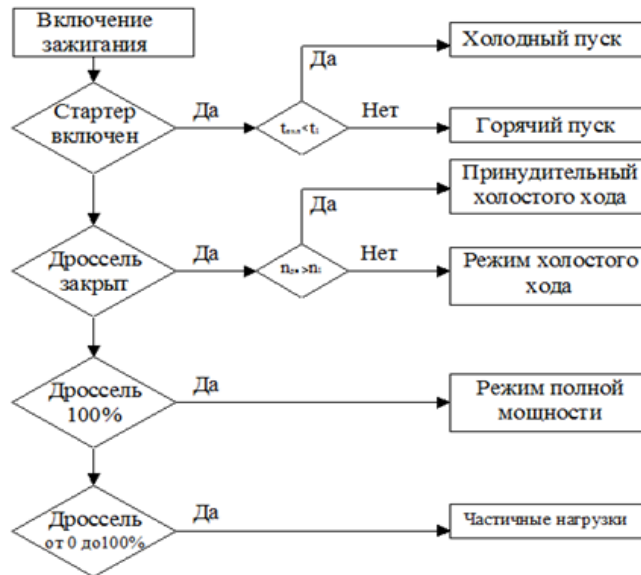 Включение
зажигания
Холодный пуск
Да
Стартер
включен
Да
Нет
Горячий пуск
Принудительный
холостого хода
Да
Дроссель
закрыт
Да
Нет
Режим холостого
хода
Дроссель
100%
Да
Режим полной
мощности
Дроссель
от 0 до100%
Да
Частичные нагрузки